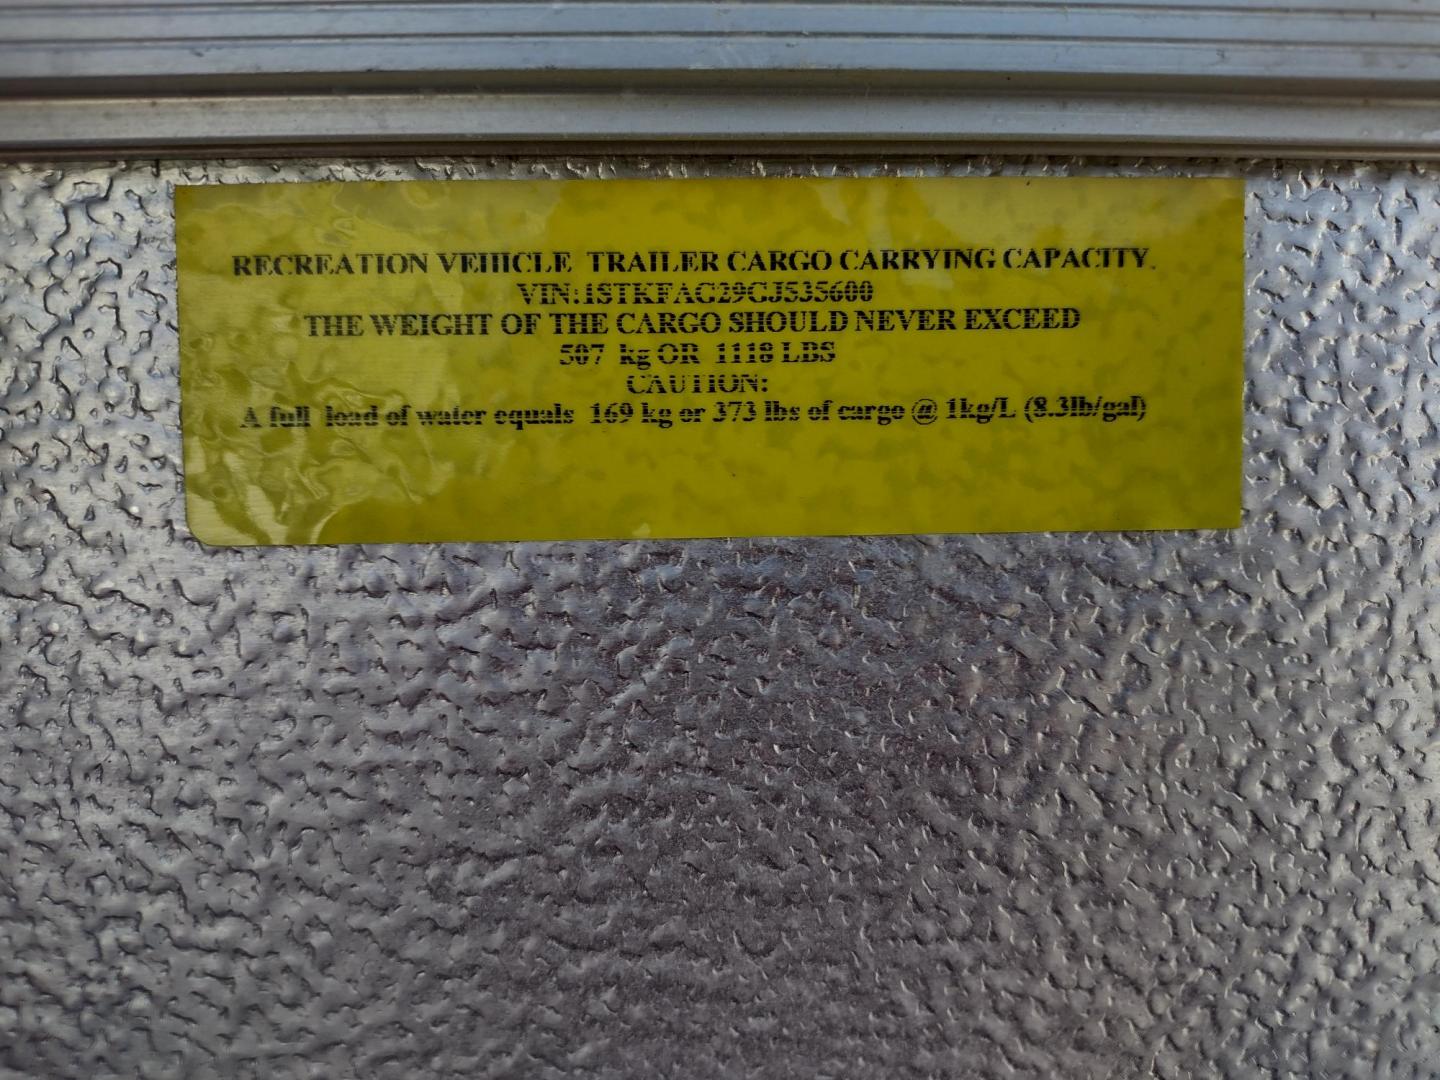 RECREATION VEHICLE TRAILER CARGO CARRYING CAPACITY
VIN:1STKFAG29GJ535600
THE WEIGHT OF THE CARGO SHOULD NEVER EXCEED
507 kg OR 1118 LBS
CAUTION:
A full load of water equals 169 kg or 373 lbs of cargo @ 1kg/L (8.3lb/gal)